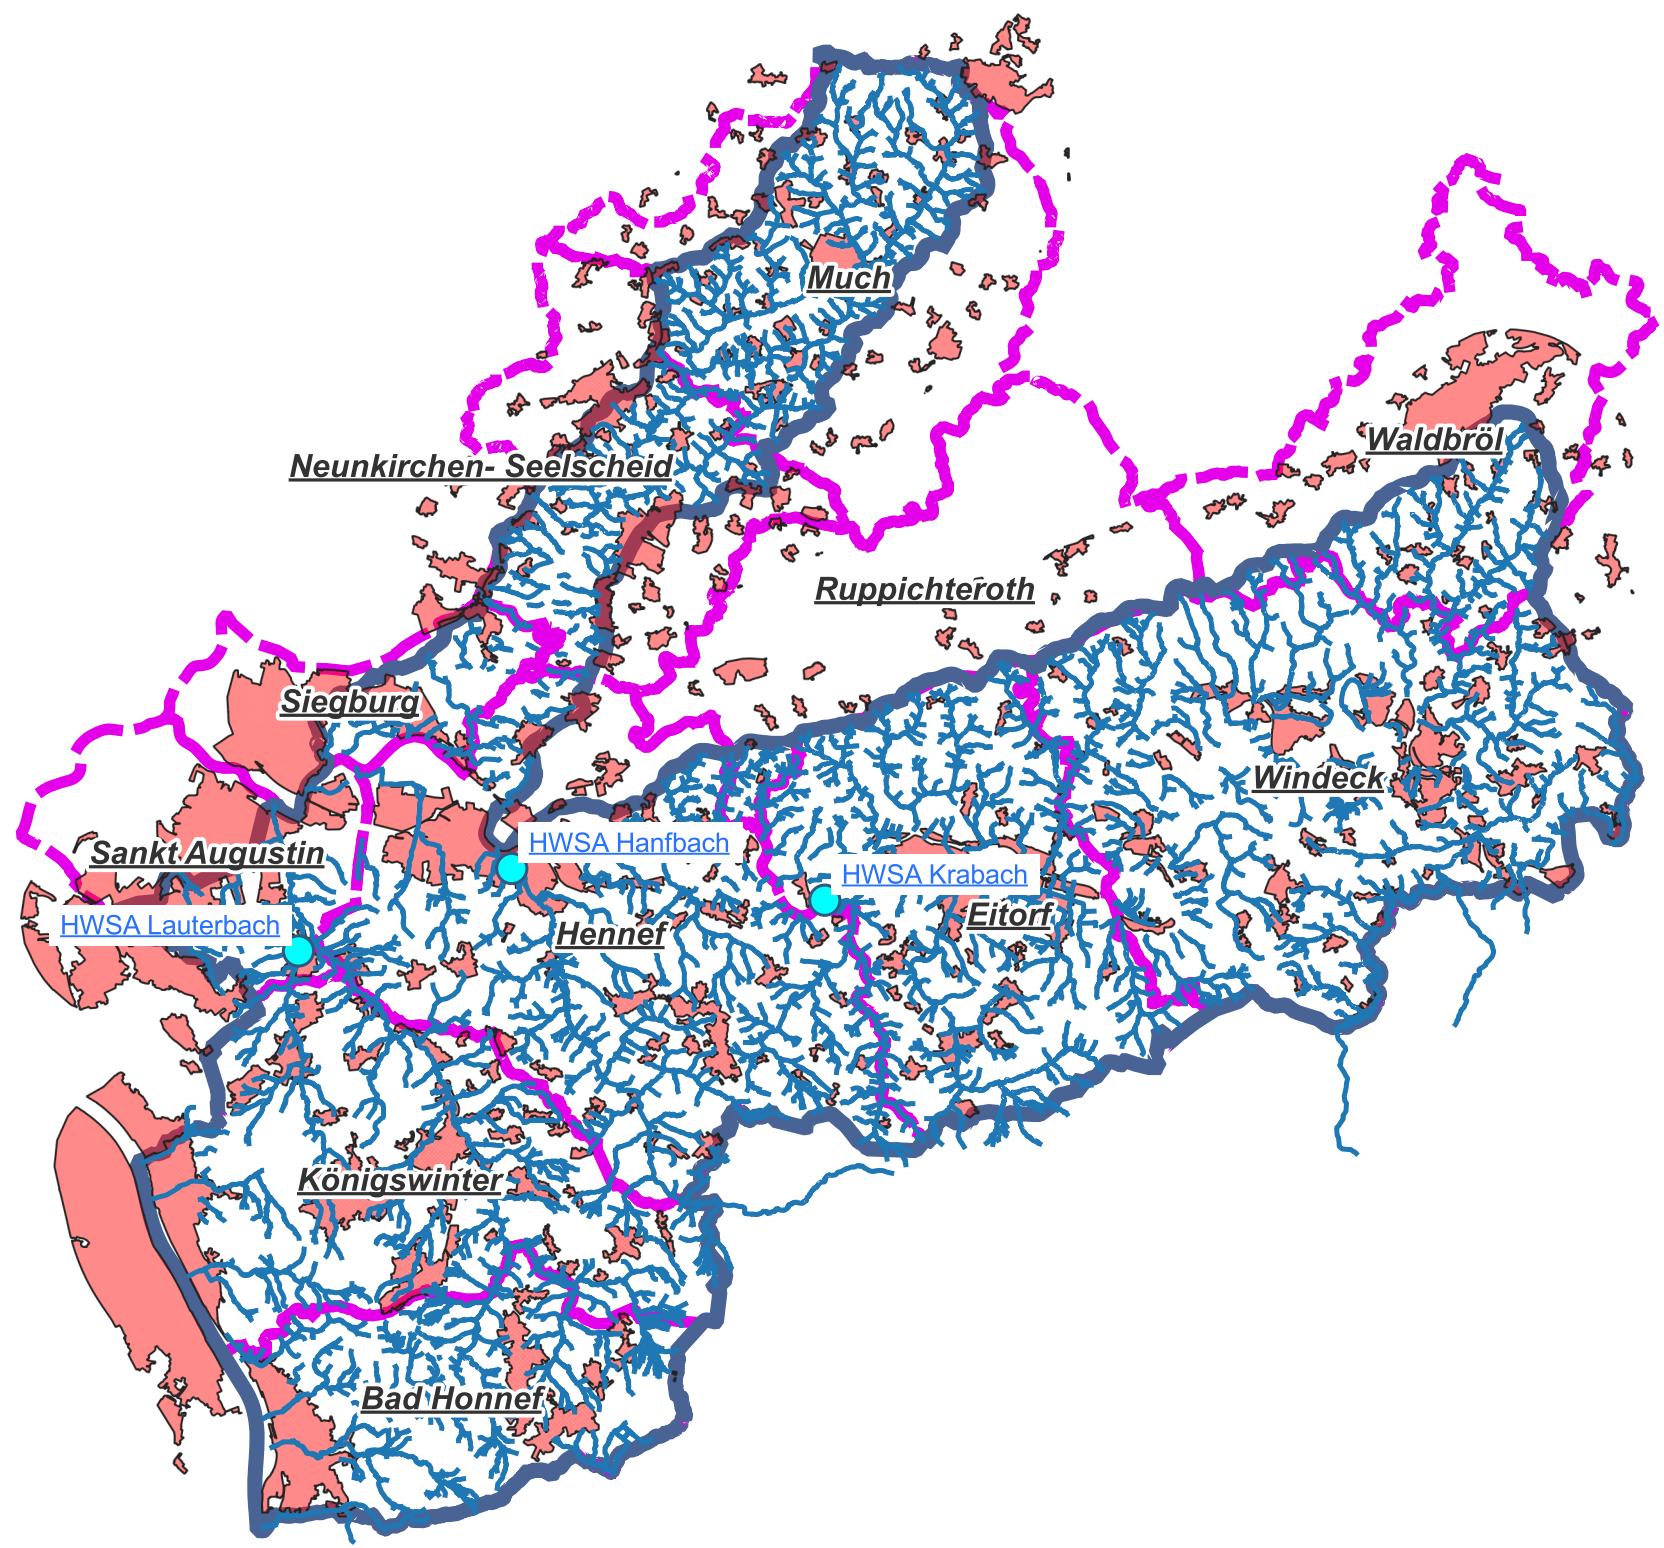 Much
Waldbröl
Neunkirchen- Seelscheid
Ruppichteroth
Siegburg
Windeck
HWSA Hanfbach
Sankt Augustin
HWSA Krabach
Eitorf
HWSA Lauterbach
Hennef
Königswinter
Bad Honnef